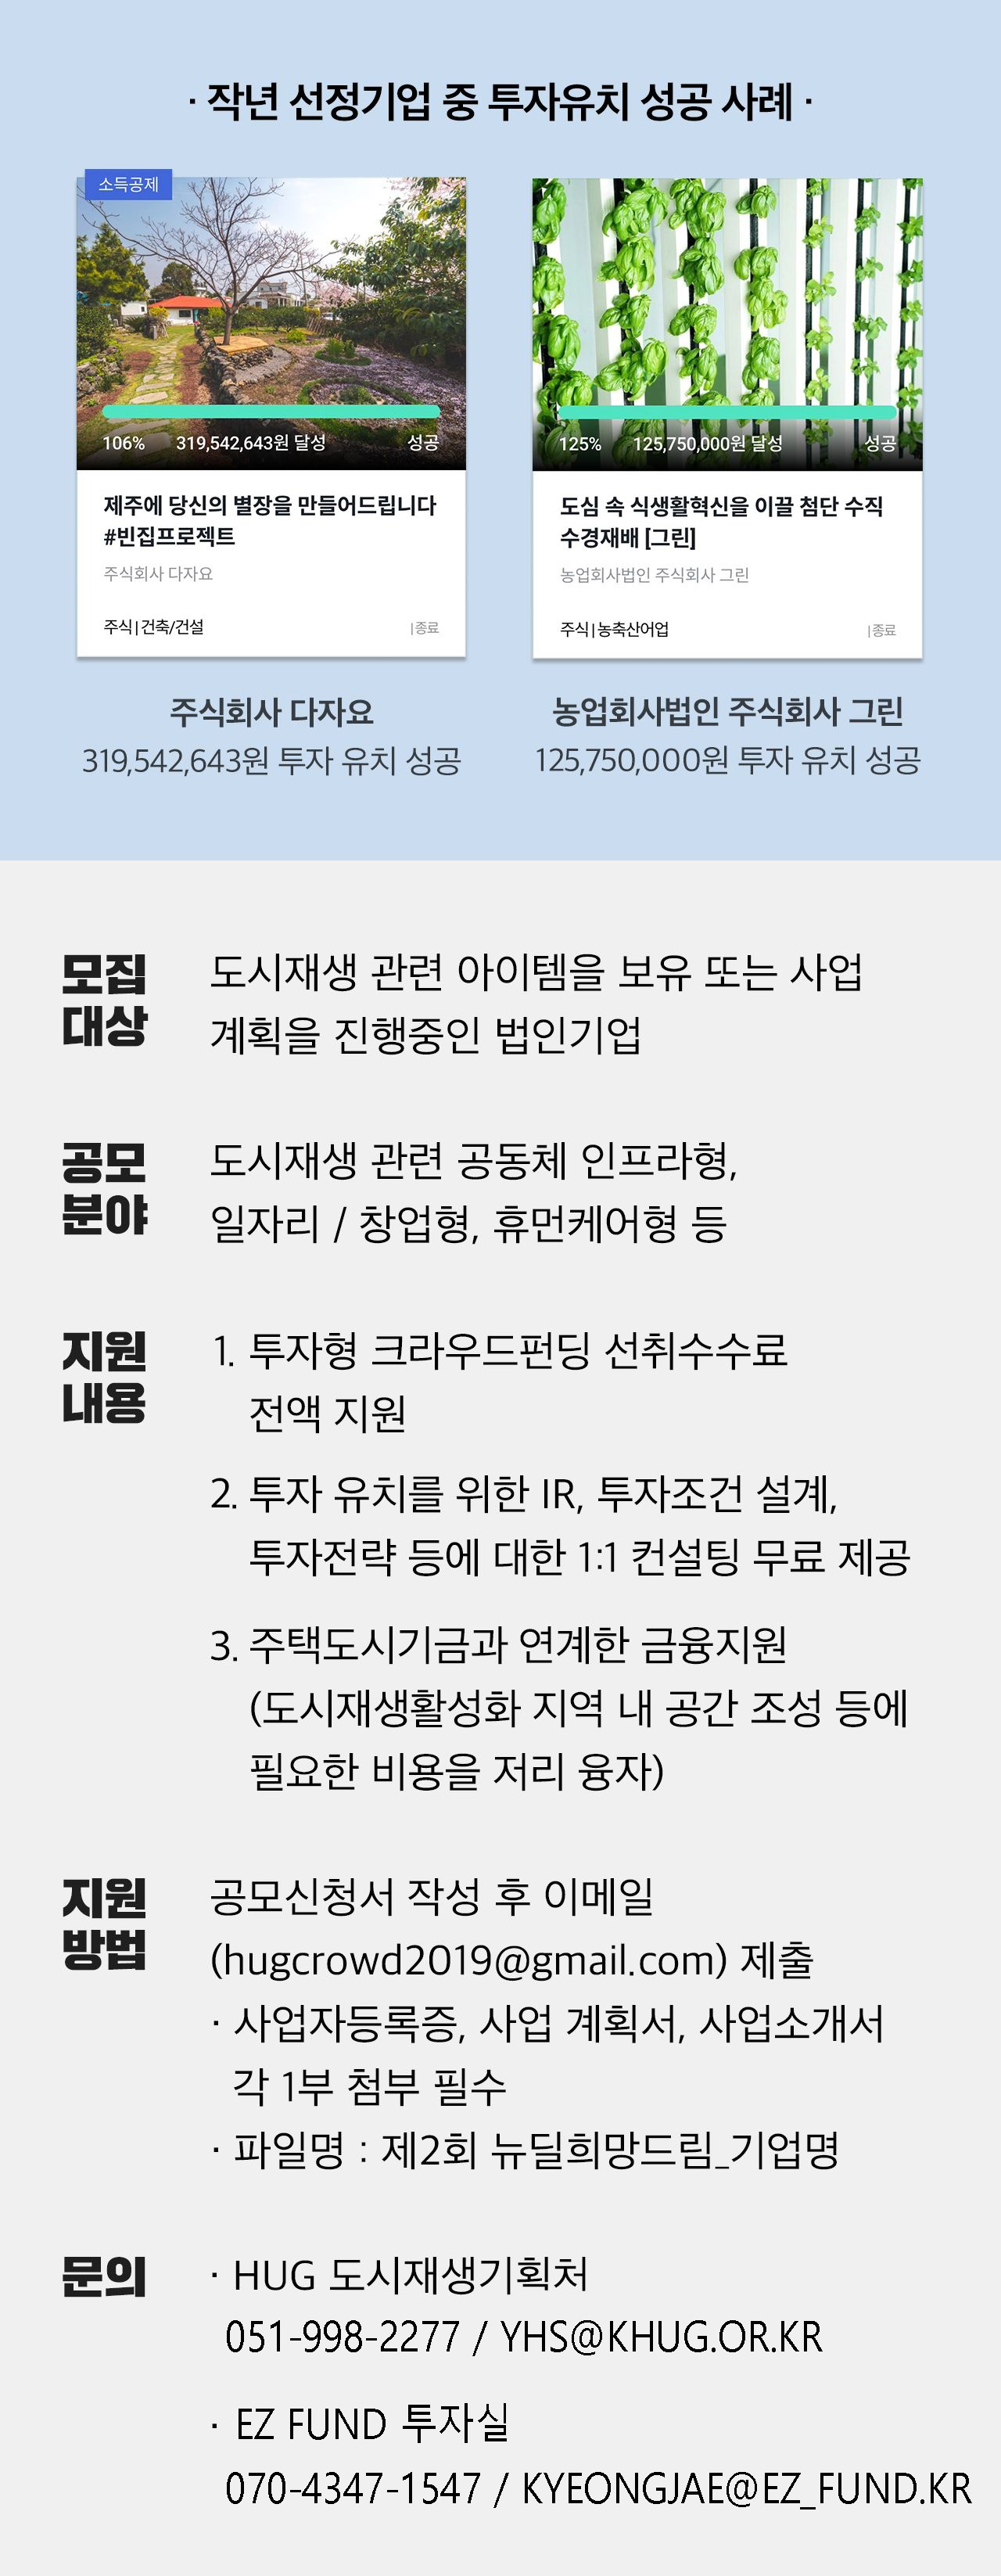 · 작년 선정기업 중 투자유치 성공 사례 ·
소득공제
106% 319,542,643원 달성 성공
제주에 당신의 별장을 만들어드립니다
#빈집프로젝트
주식회사 다자요
주식 | 건축/건설 | 종료
125% 125,750,000원 달성 성공
도심 속 식생활혁신을 이끌 첨단 수직
수경재배 [그린]
농업회사법인 주식회사 그린
주식 | 농축산어업 | 종료
주식회사 다자요
319,542,643원 투자 유치 성공
농업회사법인 주식회사 그린
125,750,000원 투자 유치 성공
모집
대상
도시재생 관련 아이템을 보유 또는 사업
계획을 진행중인 법인기업
공모
분야
도시재생 관련 공동체 인프라형,
일자리 / 창업형, 휴먼케어형 등
지원
내용
1. 투자형 크라우드펀딩 선취수수료
전액 지원
2. 투자 유치를 위한 IR, 투자조건 설계,
투자전략 등에 대한 1:1 컨설팅 무료 제공
3. 주택도시기금과 연계한 금융지원
(도시재생활성화 지역 내 공간 조성 등에
필요한 비용을 저리 융자)
지원
방법
공모신청서 작성 후 이메일
(hugcrowd2019@gmail.com) 제출
· 사업자등록증, 사업 계획서, 사업소개서
각 1부 첨부 필수
· 파일명 : 제2회 뉴딜희망드림_기업명
문의
· HUG 도시재생기획처
051-998-2277 / YHS@KHUG.OR.KR
· EZ FUND 투자실
070-4347-1547 / KYEONGJAE@EZ_FUND.KR